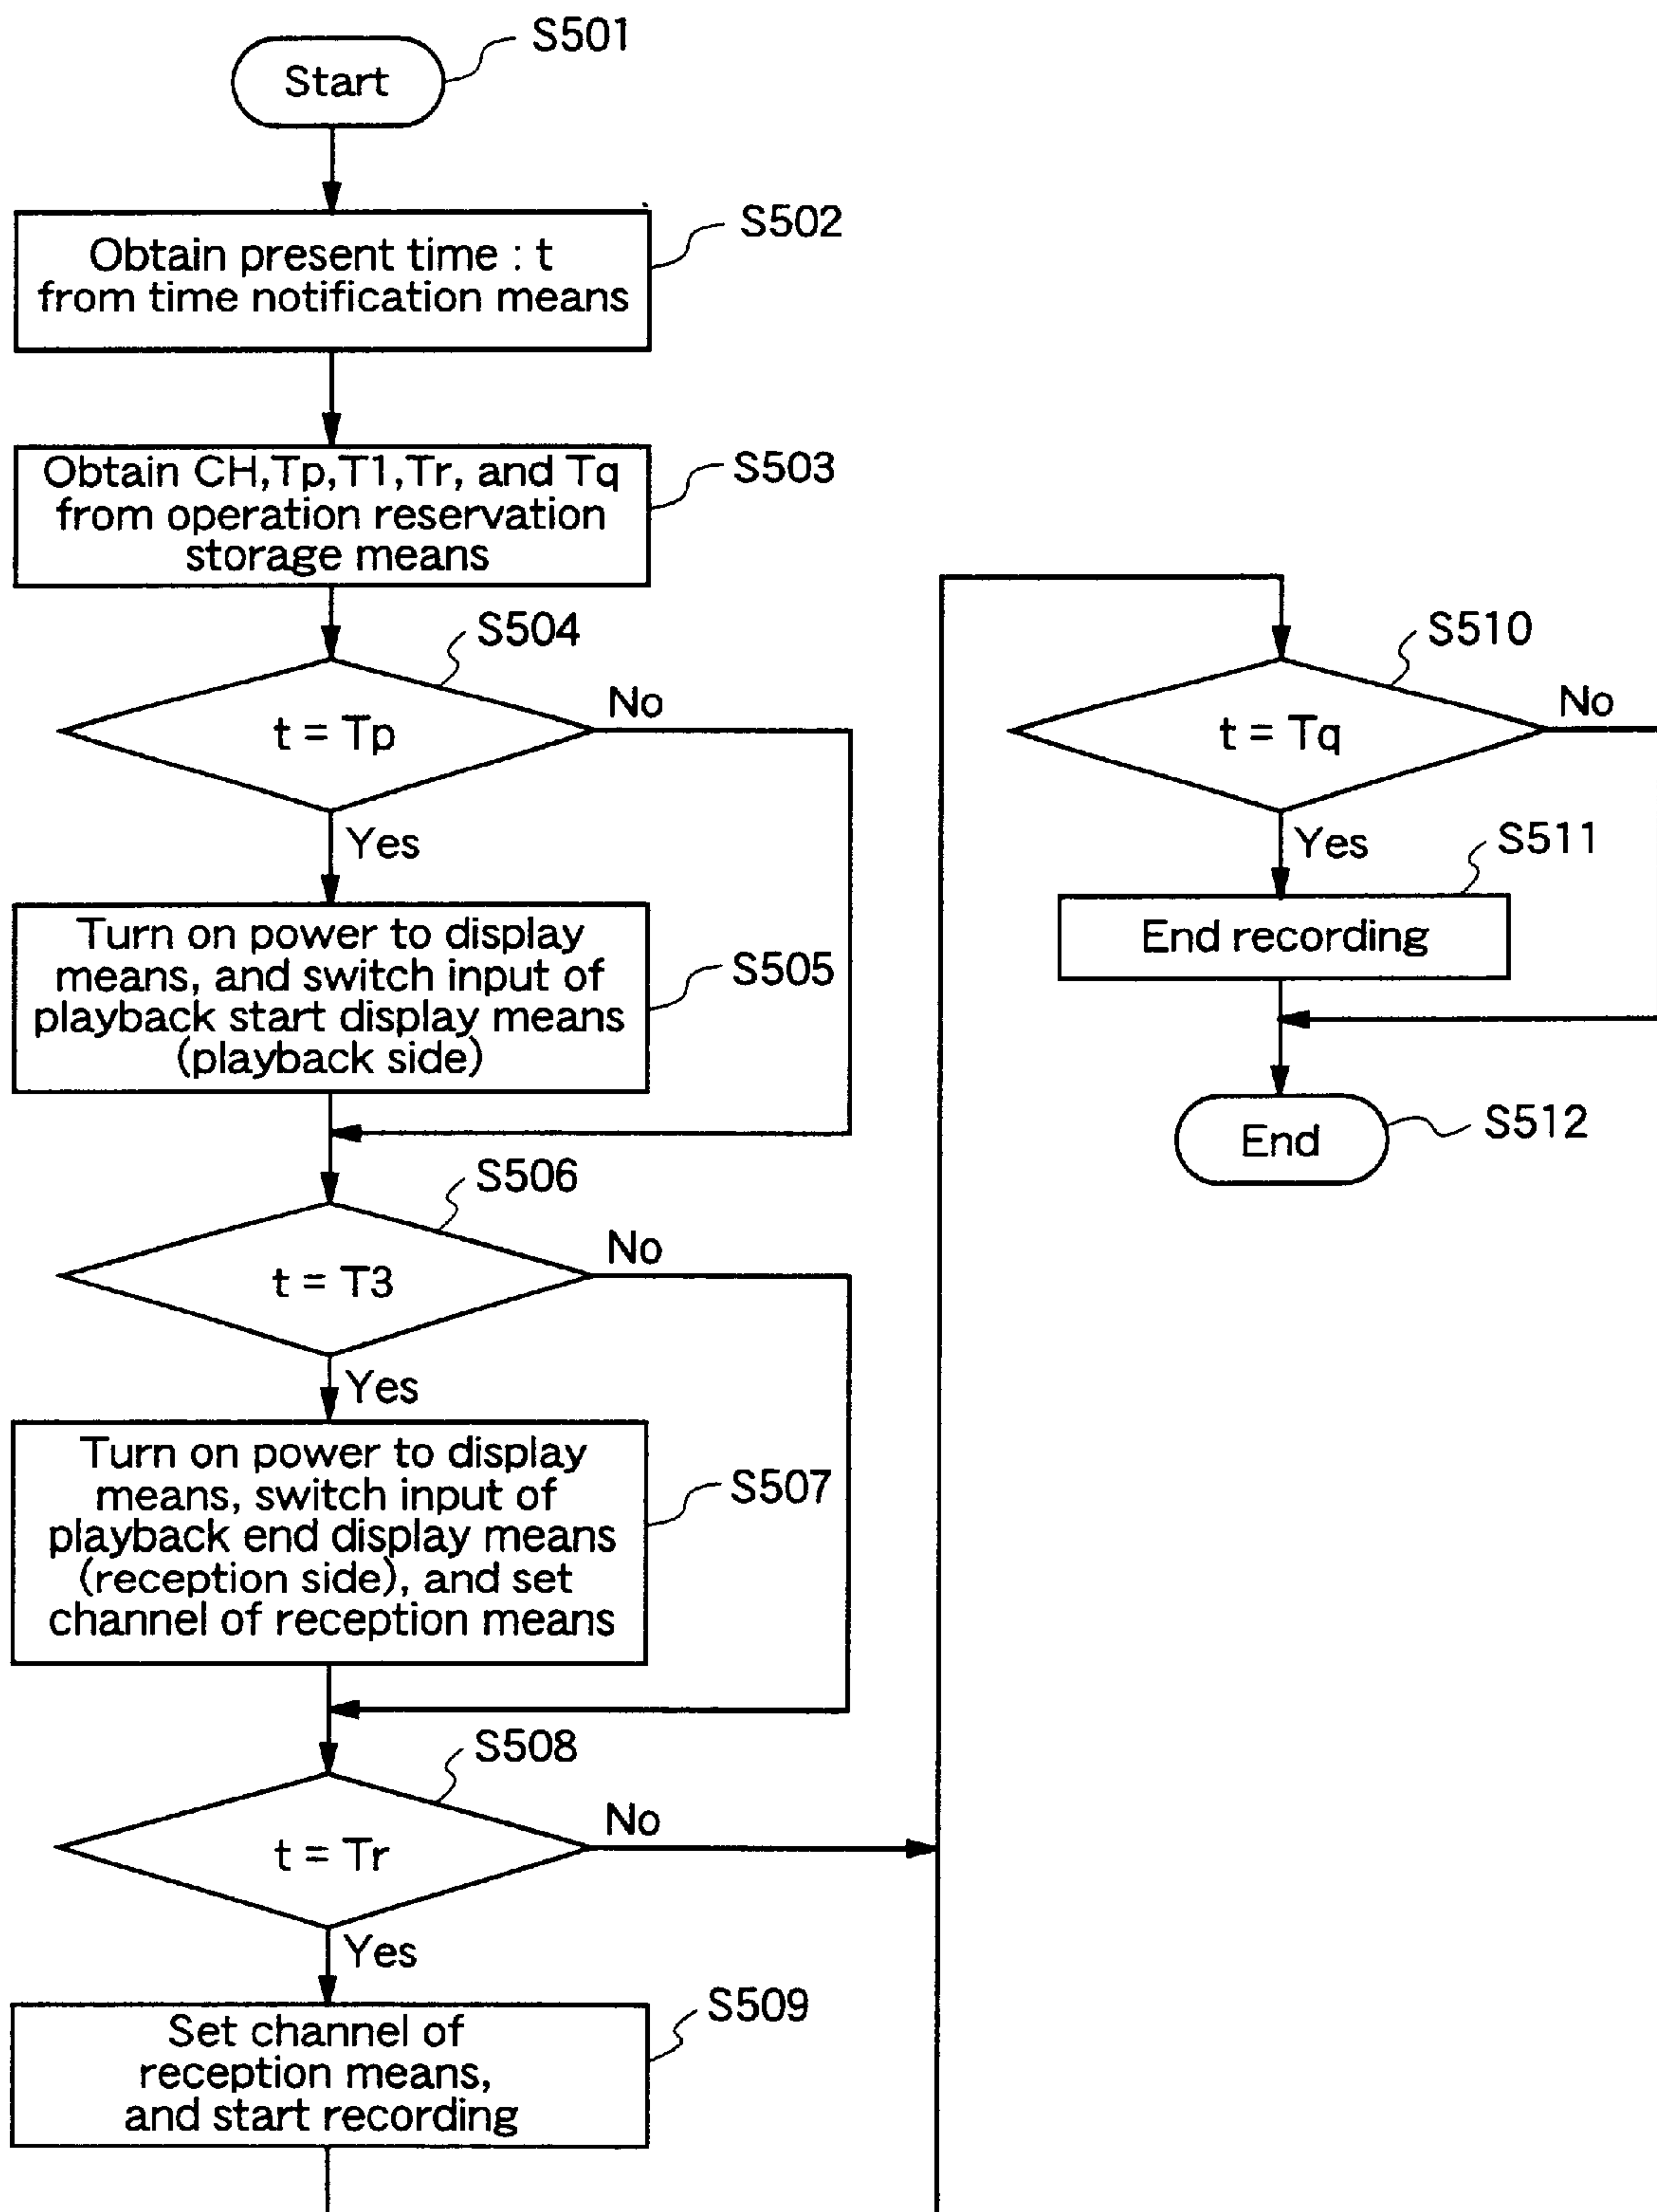 S501
Start
S502
Obtain present time : t
from time notification means
S503
Obtain CH,Tp,T1,Tr, and Tq
from operation reservation
storage means
S504
t = Tp
No
Yes
S505
Turn on power to display
means, and switch input of
playback start display means
(playback side)
S506
t = T3
No
Yes
S507
Turn on power to display
means, switch input of
playback end display means
(reception side), and set
channel of reception means
S508
t = Tr
No
Yes
S509
Set channel of
reception means,
and start recording
S510
t = Tq
No
Yes
S511
End recording
End
S512